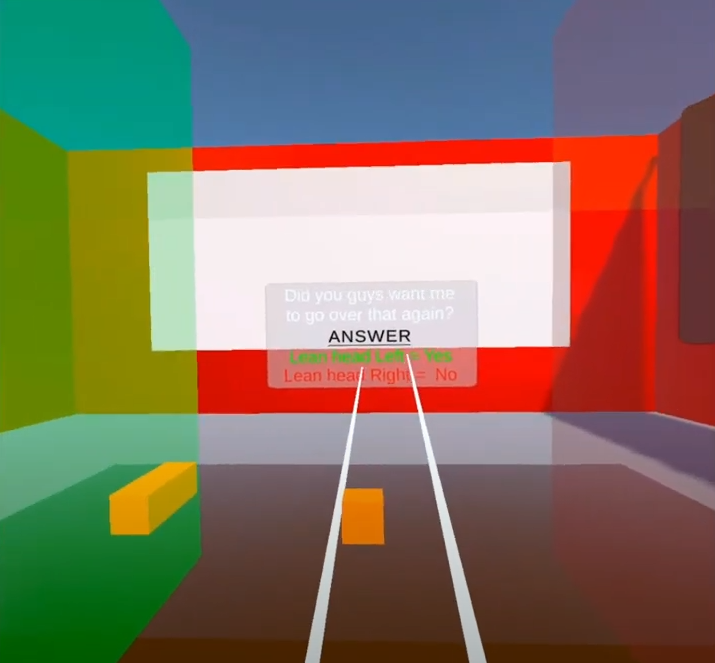 Did you guys want me
to go over that again?
ANSWER
Lean head Left = Yes
Lean head Right = No